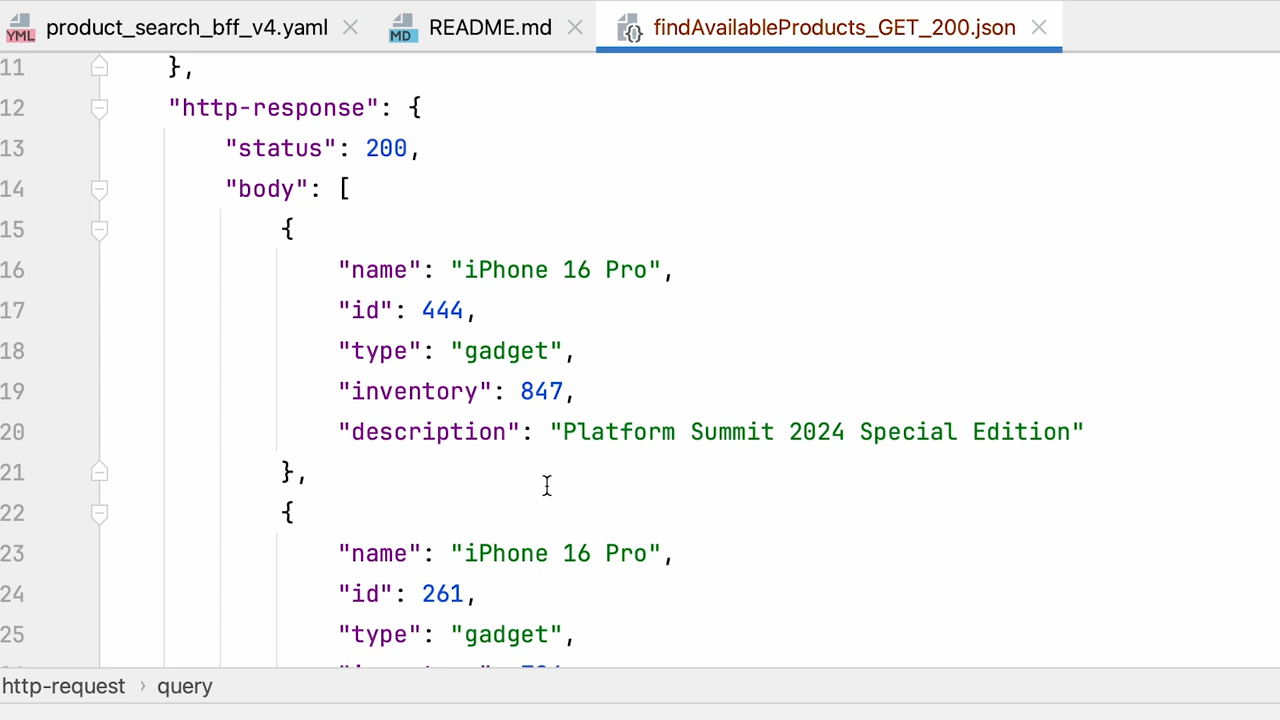 product_search_bff_v4.yaml
README.md
findAvailableProducts_GET_200.json
YML
MD
11 },
12 "http-response": {
13 "status": 200,
14 "body": [
15 {
16 "name": "iPhone 16 Pro",
17 "id": 444,
18 "type": "gadget",
19 "inventory": 847,
20 "description": "Platform Summit 2024 Special Edition"
21 },
22 {
23 "name": "iPhone 16 Pro",
24 "id": 261,
25 "type": "gadget",
http-request › query